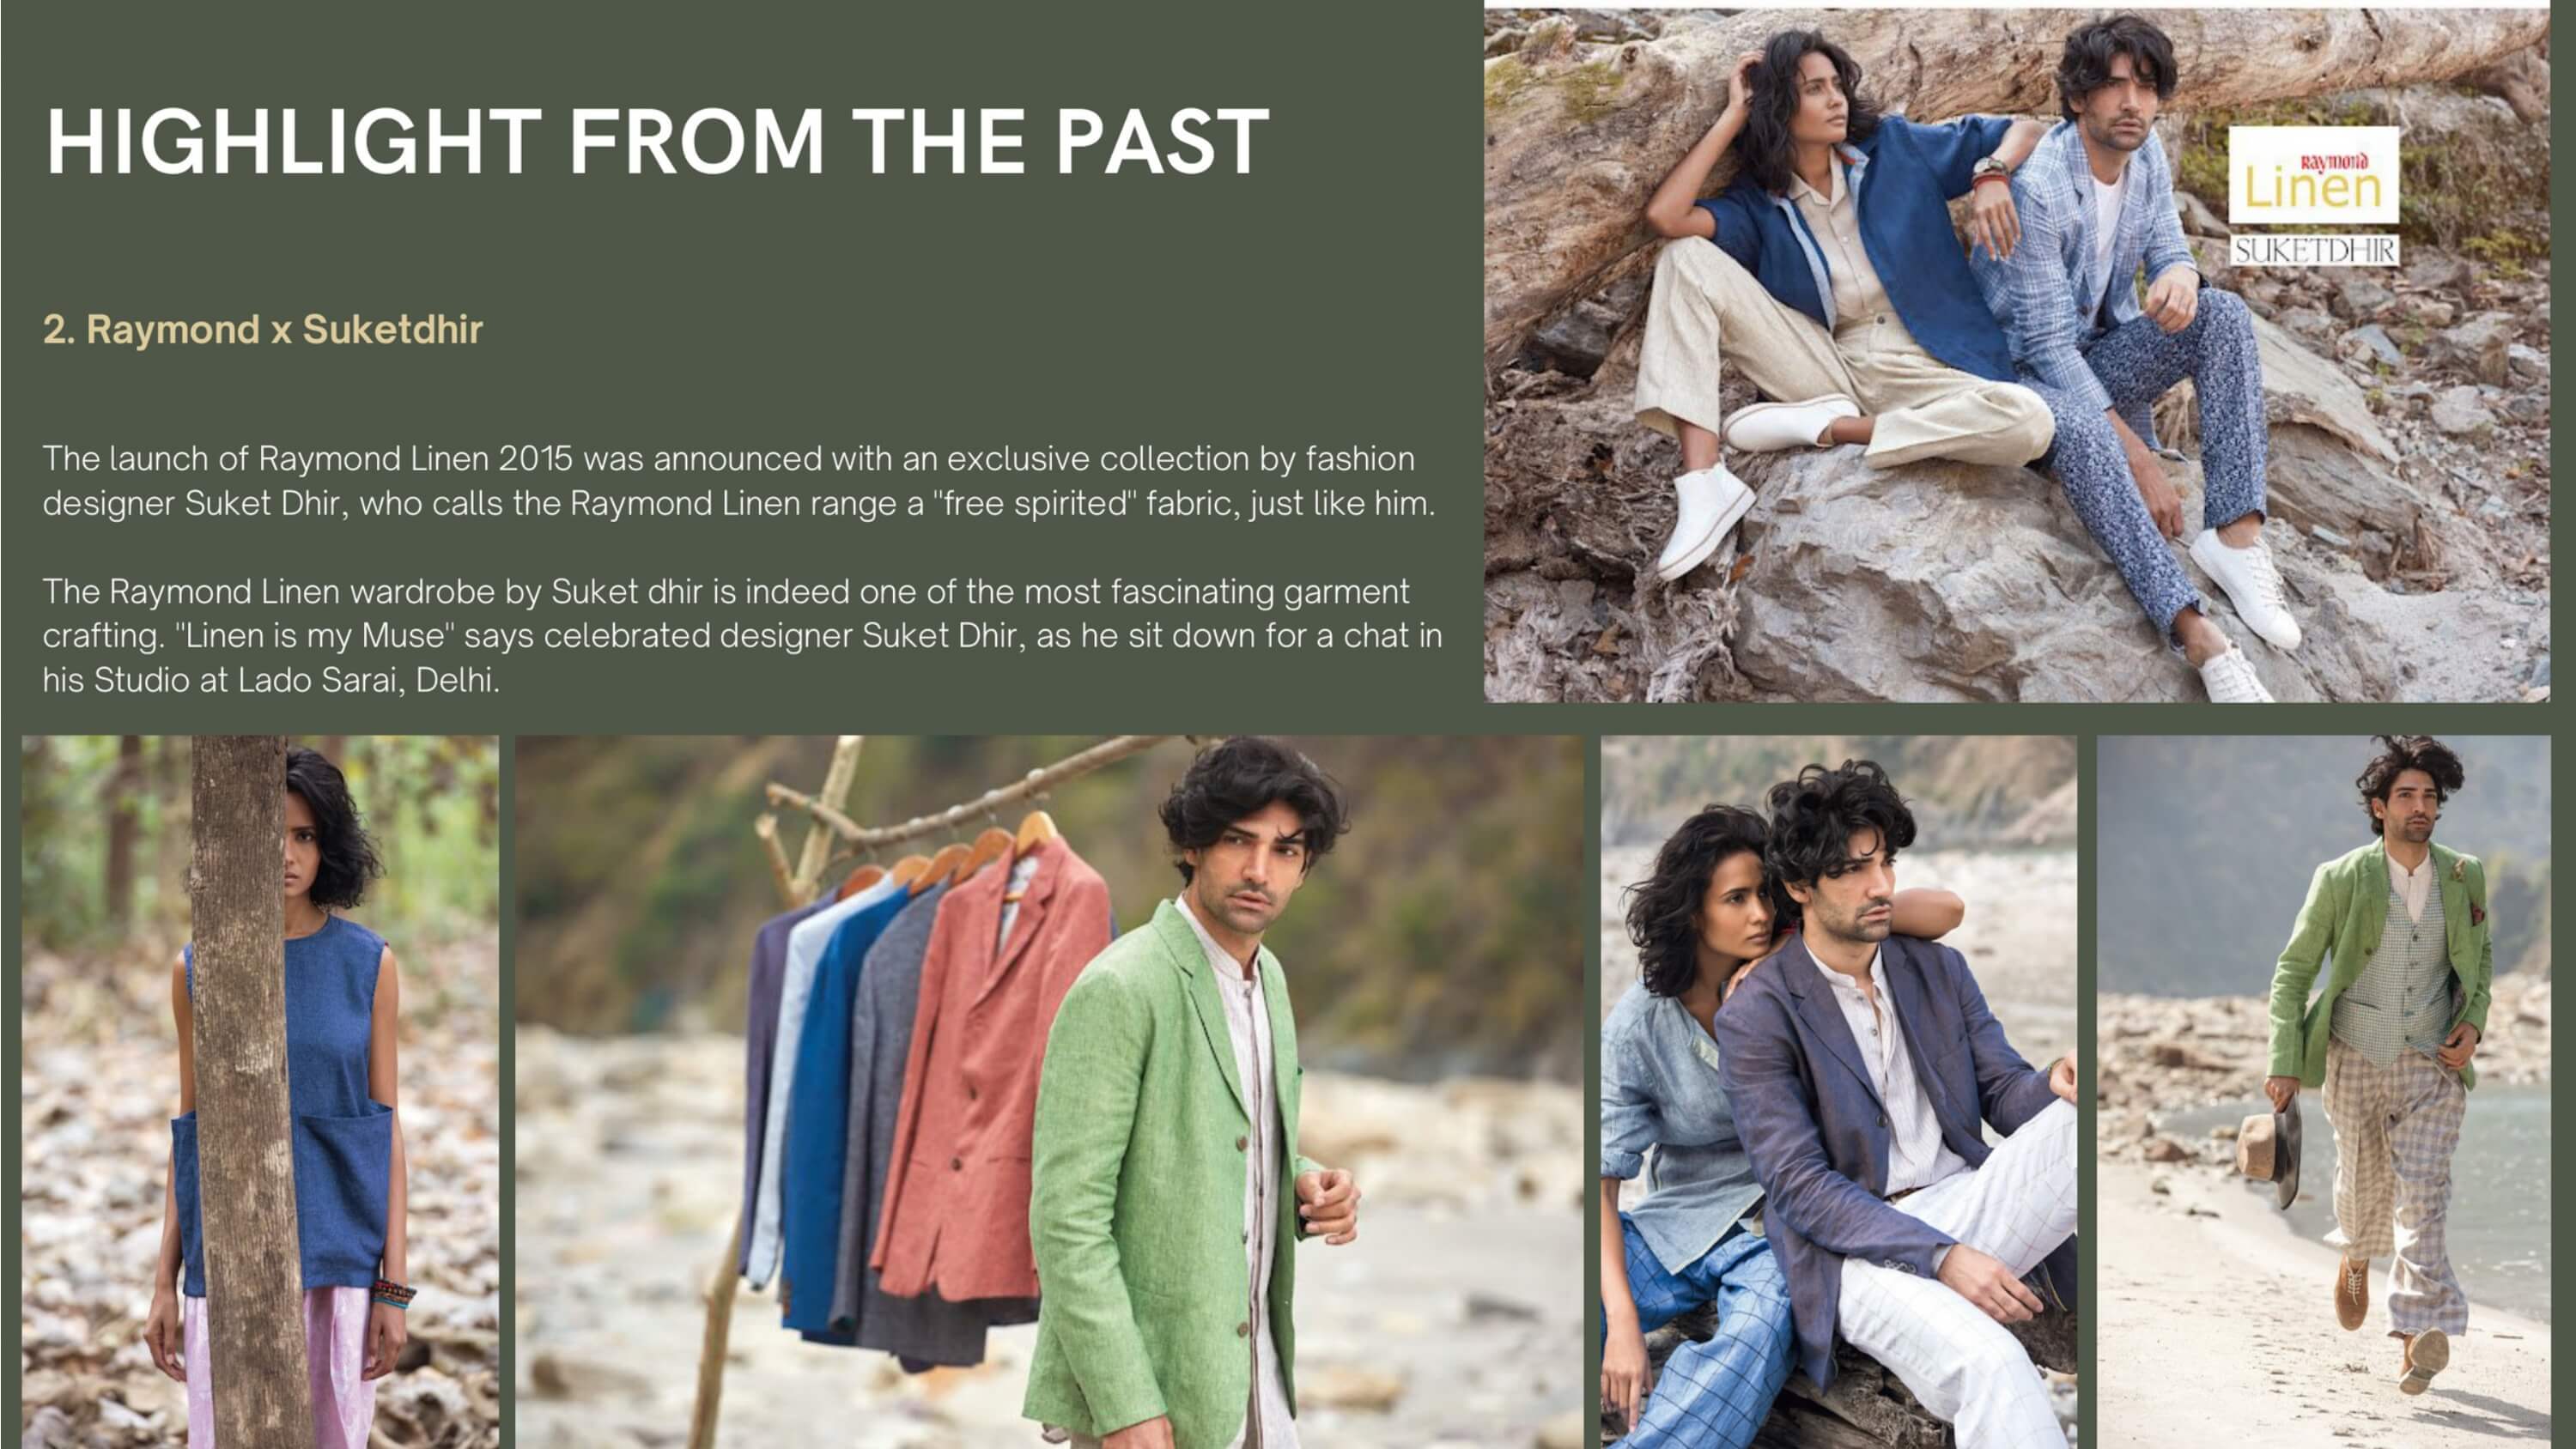 HIGHLIGHT FROM THE PAST
2. Raymond x Suketdhir
The launch of Raymond Linen 2015 was announced with an exclusive collection by fashion
designer Suket Dhir, who calls the Raymond Linen range a "free spirited" fabric, just like him.
The Raymond Linen wardrobe by Suket dhir is indeed one of the most fascinating garment
crafting. "Linen is my Muse" says celebrated designer Suket Dhir, as he sit down for a chat in
his Studio at Lado Sarai, Delhi.
Raymond
Linen
SUKETDHIR